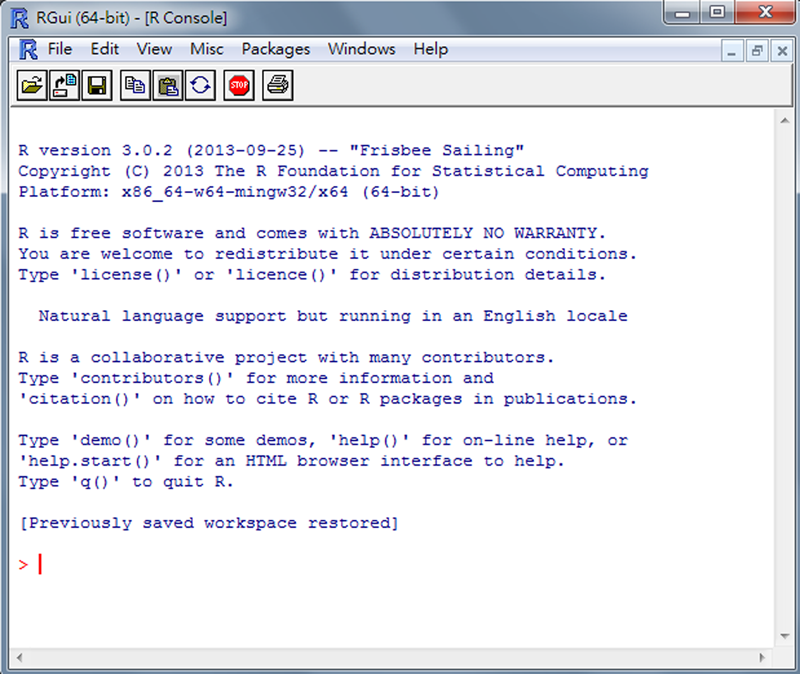 RGui (64-bit) - [R Console]
File Edit View Misc Packages Windows Help
STOP
R version 3.0.2 (2013-09-25) -- "Frisbee Sailing"
Copyright (C) 2013 The R Foundation for Statistical Computing
Platform: x86_64-w64-mingw32/x64 (64-bit)
R is free software and comes with ABSOLUTELY NO WARRANTY.
You are welcome to redistribute it under certain conditions.
Type 'license()' or 'licence()' for distribution details.
Natural language support but running in an English locale
R is a collaborative project with many contributors.
Type 'contributors()' for more information and
'citation()' on how to cite R or R packages in publications.
Type 'demo()' for some demos, 'help()' for on-line help, or
'help.start()' for an HTML browser interface to help.
Type 'q()' to quit R.
[Previously saved workspace restored]
>